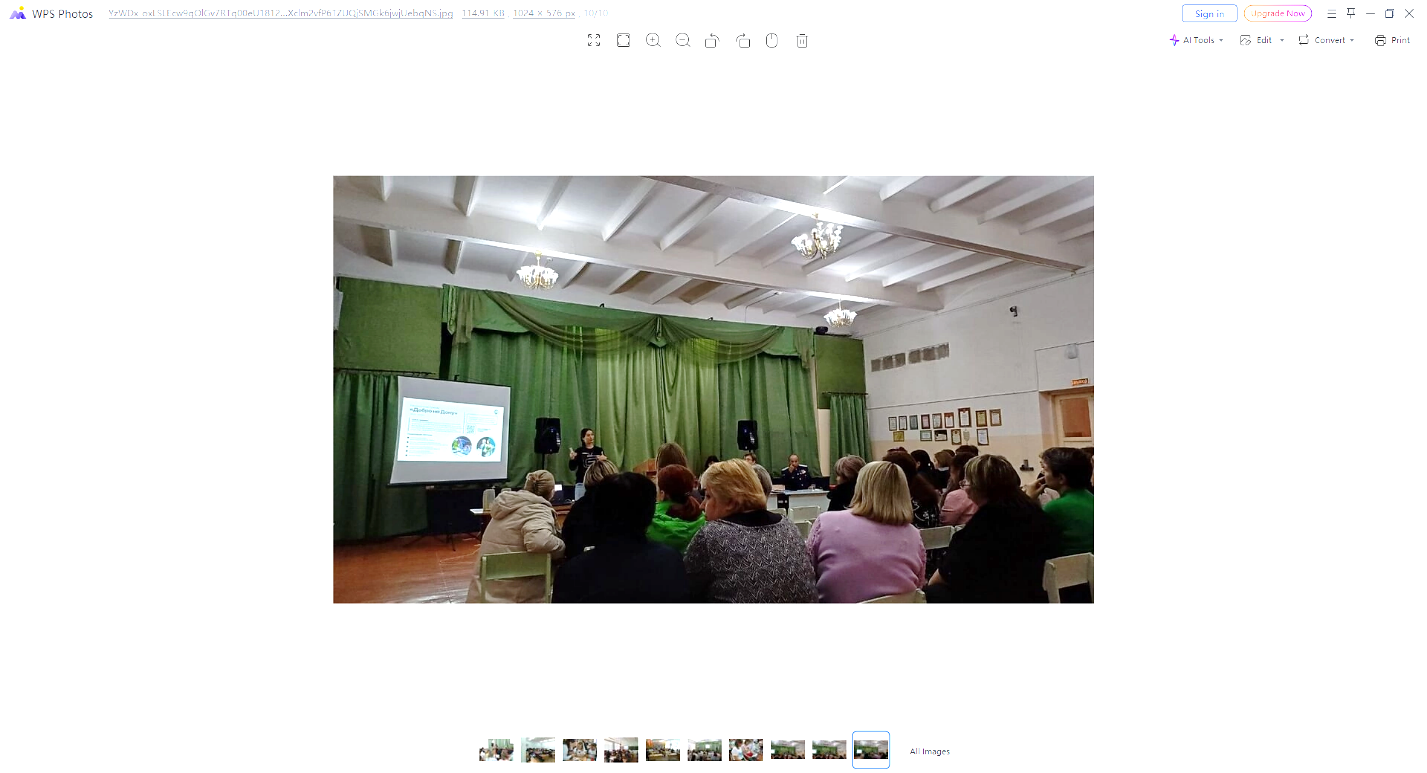 WPS Photos
114.91 KB
1024 × 576 px
10/10
Sign in
Upgrade Now
AI Tools
Edit
Convert
Print
All Images